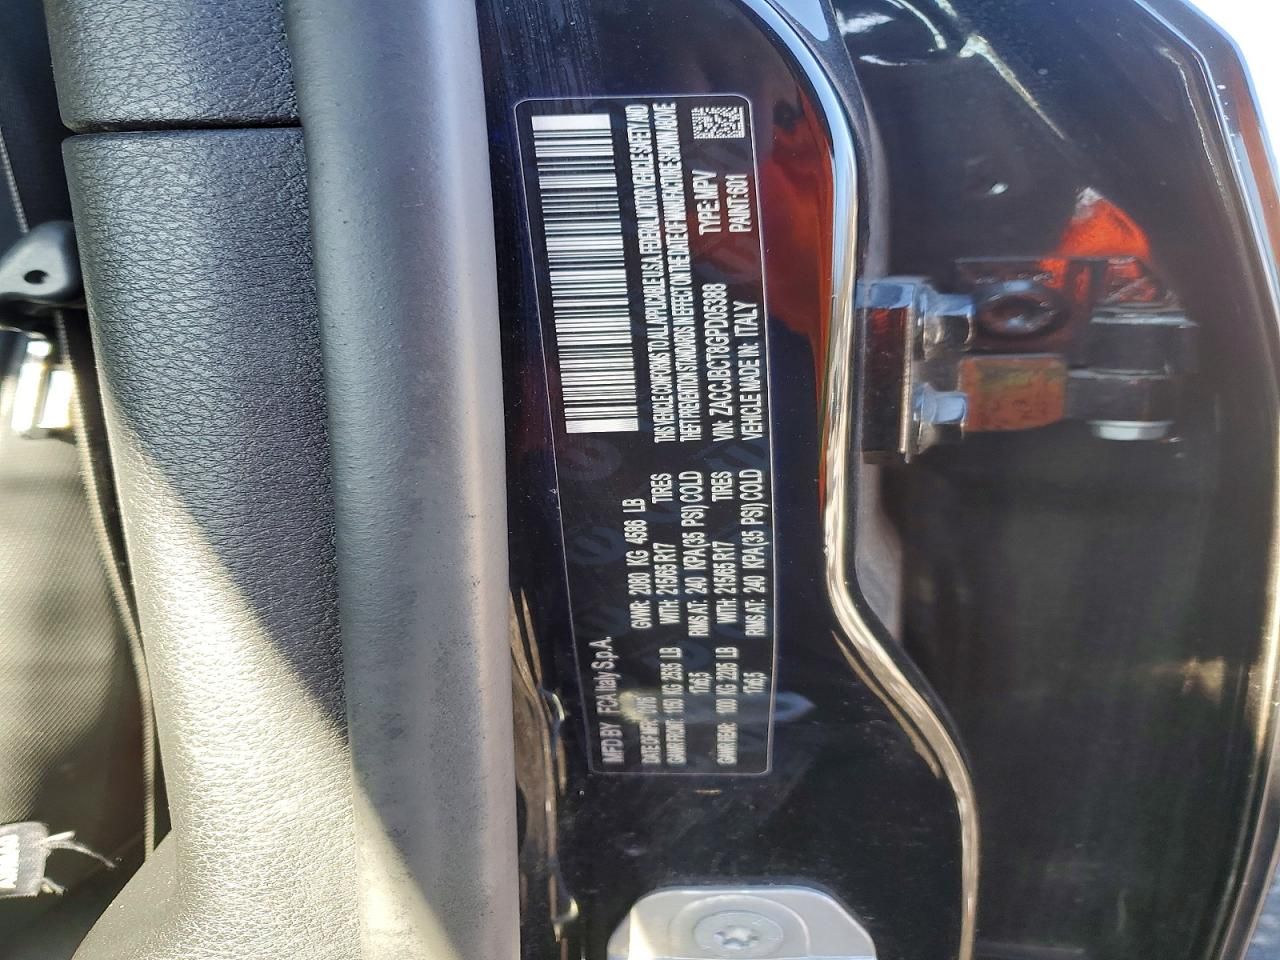 MFD BY FCA Italy S.p.A.
GVWR: 2080 KG 4586 LB
DATE OF MFR:
GAWR FRONT: 1150 KG 2535 LB
WITH: 215/65 R17 TIRES
17x6.5 RIMS AT: 240 KPA(35 PSI) COLD
GAWR REAR: KG 2205 LB
WITH: 215/65 R17 TIRES
17x6.5 RIMS AT: 240 KPA(35 PSI) COLD
THIS VEHICLE CONFORMS TO ALL APPLICABLE U.S.A. FEDERAL MOTOR VEHICLE SAFETY AND
THEFT PREVENTION STANDARDS IN EFFECT ON THE DATE OF MANUFACTURE SHOWN ABOVE
VIN: ZACCJBCT8GPD05388 TYPE: MPV
VEHICLE MADE IN: ITALY PAINT: 601